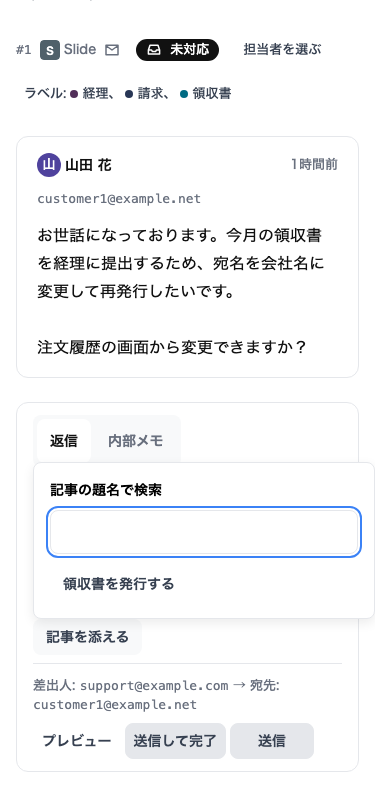 #1 S Slide 未対応 担当者を選ぶ
ラベル: 経理、 請求、 領収書
山 山田 花 1時間前
customer1@example.net
お世話になっております。今月の領収書
を経理に提出するため、宛名を会社名に
変更して再発行したいです。
注文履歴の画面から変更できますか？
返信 内部メモ
記事の題名で検索
領収書を発行する
記事を添える
差出人: support@example.com → 宛先:
customer1@example.net
プレビュー 送信して完了 送信